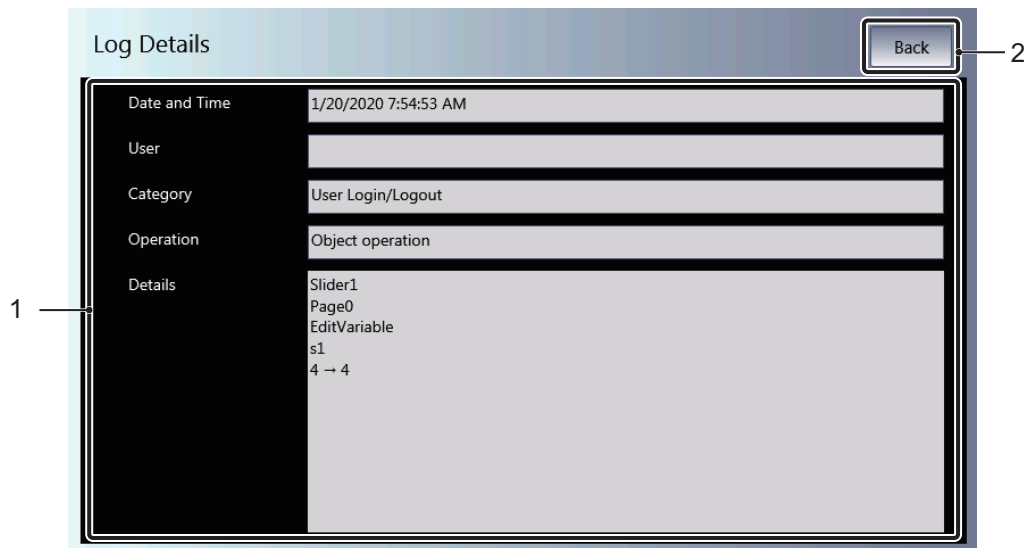 Log Details
Back
2
Date and Time
1/20/2020 7:54:53 AM
User
Category
User Login/Logout
Operation
Object operation
1
Details
Slider1
Page0
EditVariable
s1
4 → 4